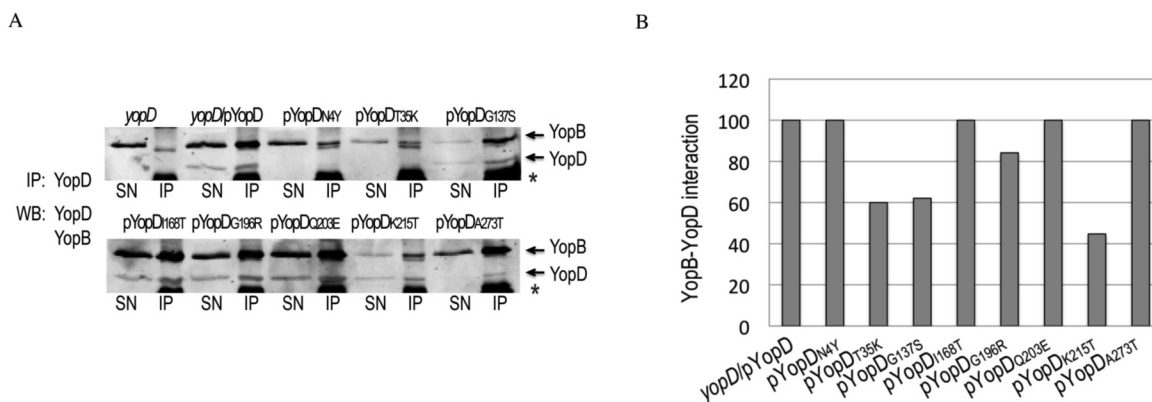 A
yopD yopD/pYopD pYopDN4Y pYopDT35K pYopDG137S
YopB
YopD
*
IP: YopD
SN IP SN IP SN IP SN IP SN IP
WB: YopD
YopB
pYopDI168T pYopDG196R pYopDQ203E pYopDK215T pYopDA273T
YopB
YopD
*
SN IP SN IP SN IP SN IP SN IP
B
YopB-YopD interaction
120
100
80
60
40
20
0
yopD/pYopD
pYopDN4Y
pYopDT35K
pYopDG137S
pYopDI168T
pYopDG196R
pYopDQ203E
pYopDK215T
pYopDA273T